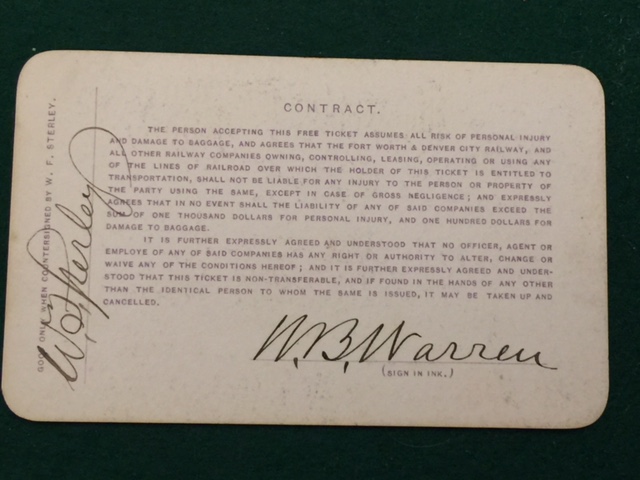 CONTRACT.
THE PERSON ACCEPTING THIS FREE TICKET ASSUMES ALL RISK OF PERSONAL INJURY
AND DAMAGE TO BAGGAGE, AND AGREES THAT THE FORT WORTH & DENVER CITY RAILWAY, AND
ALL OTHER RAILWAY COMPANIES OWNING, CONTROLLING, LEASING, OPERATING OR USING ANY
OF THE LINES OF RAILROAD OVER WHICH THE HOLDER OF THIS TICKET IS ENTITLED TO
TRANSPORTATION, SHALL NOT BE LIABLE FOR ANY INJURY TO THE PERSON OR PROPERTY OF
THE PARTY USING THE SAME, EXCEPT IN CASE OF GROSS NEGLIGENCE; AND EXPRESSLY
AGREES THAT IN NO EVENT SHALL THE LIABILITY OF ANY OF SAID COMPANIES EXCEED THE
SUM OF ONE THOUSAND DOLLARS FOR PERSONAL INJURY, AND ONE HUNDRED DOLLARS FOR
DAMAGE TO BAGGAGE.
IT IS FURTHER EXPRESSLY AGREED AND UNDERSTOOD THAT NO OFFICER, AGENT OR
EMPLOYE OF ANY OF SAID COMPANIES HAS ANY RIGHT OR AUTHORITY TO ALTER, CHANGE OR
WAIVE ANY OF THE CONDITIONS HEREOF; AND IT IS FURTHER EXPRESSLY AGREED AND UNDER-
STOOD THAT THIS TICKET IS NON-TRANSFERABLE, AND IF FOUND IN THE HANDS OF ANY OTHER
THAN THE IDENTICAL PERSON TO WHOM THE SAME IS ISSUED, IT MAY BE TAKEN UP AND
CANCELLED.
W. B. Warren
(SIGN IN INK.)
GOOD ONLY WHEN COUNTERSIGNED BY W. F. STERLEY.
W F Sterley